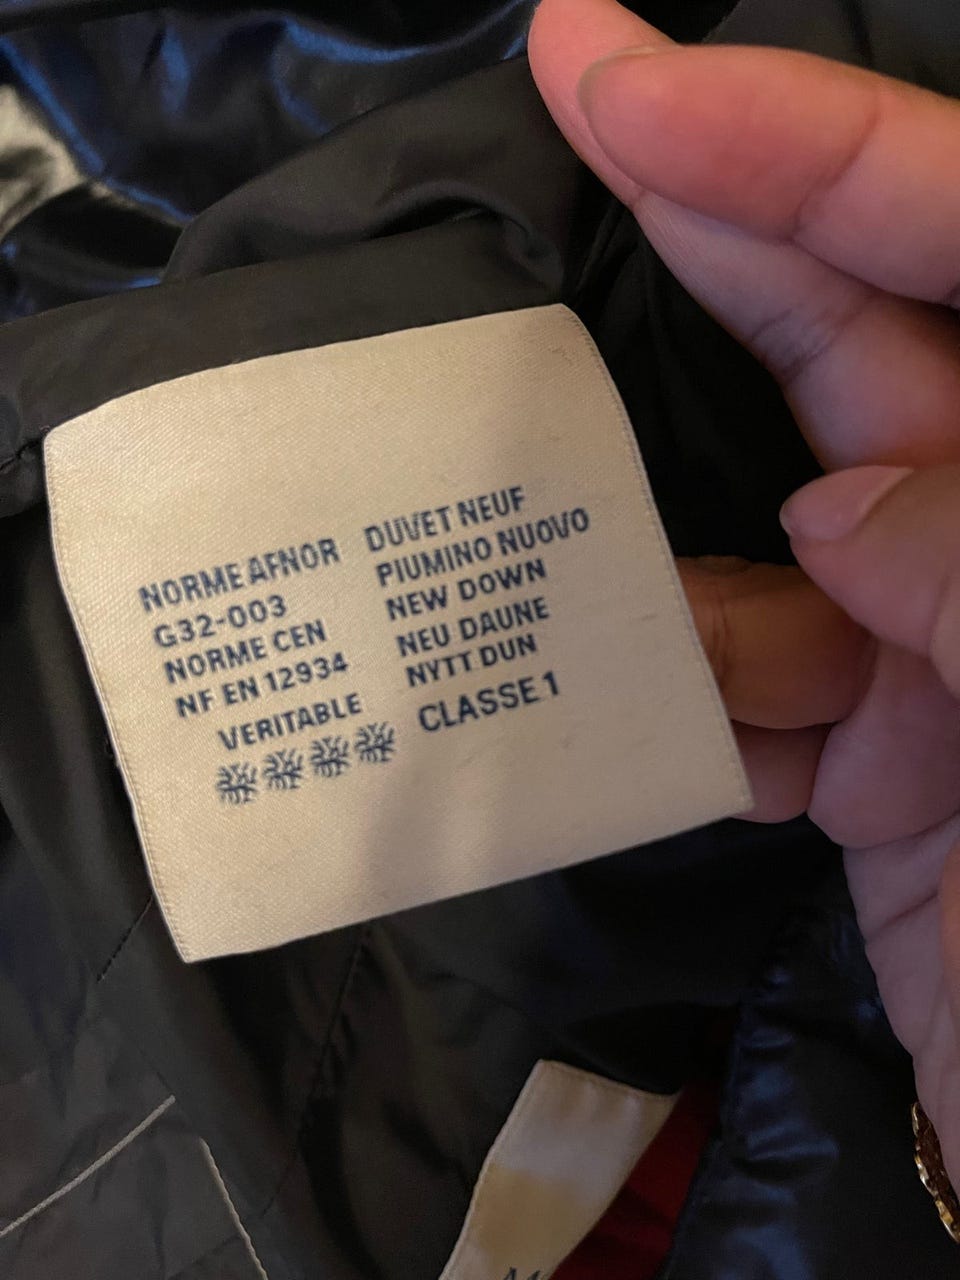 NORME AFNOR
G32-003
NORME CEN
NF EN 12934
VERITABLE
DUVET NEUF
PIUMINO NUOVO
NEW DOWN
NEU DAUNE
NYTT DUN
CLASSE 1